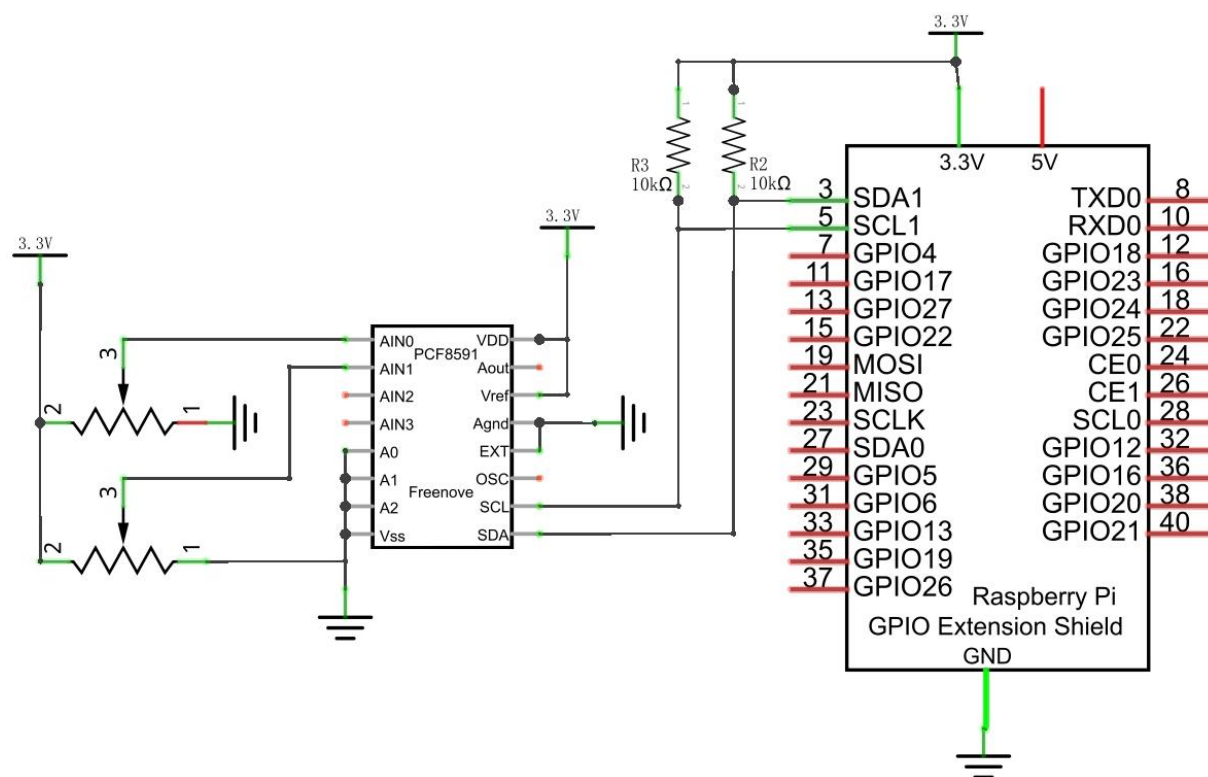 3.3V
R3
10kΩ
1
2
R2
10kΩ
1
2
3.3V
5V
3 SDA1
5 SCL1
7 GPIO4
11 GPIO17
13 GPIO27
15 GPIO22
19 MOSI
21 MISO
23 SCLK
27 SDA0
29 GPIO5
31 GPIO6
33 GPIO13
35 GPIO19
37 GPIO26
TXD0 8
RXD0 10
GPIO18 12
GPIO23 16
GPIO24 18
GPIO25 22
CE0 24
CE1 26
SCL0 28
GPIO12 32
GPIO16 36
GPIO20 38
GPIO21 40
Raspberry Pi
GPIO Extension Shield
GND
3.3V
3.3V
3
2
1
3
2
1
PCF8591
AIN0
AIN1
AIN2
AIN3
A0
A1
A2
Vss
VDD
Aout
Vref
Agnd
EXT
OSC
SCL
SDA
Freenove